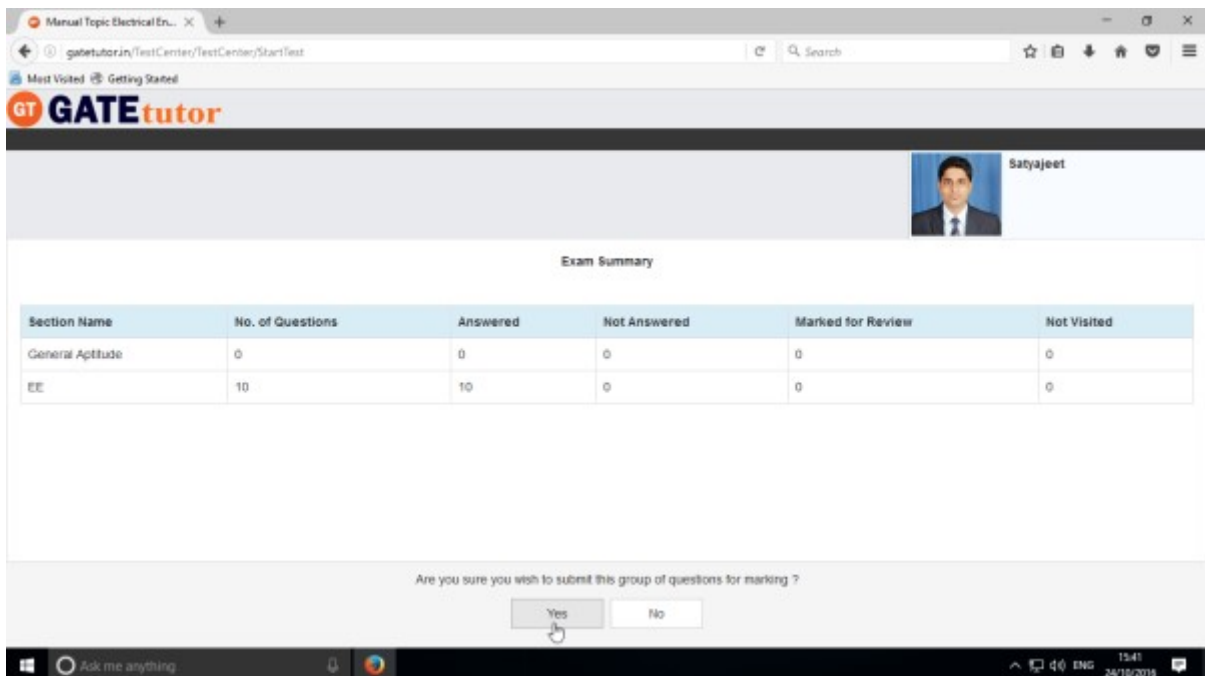 Manual Topic Electrical En...
gatetutor.in/TestCenter/TestCenter/StartTest
Search
Most Visited Getting Started
GT GATEtutor
Satyajeet
Exam Summary
Section Name No. of Questions Answered Not Answered Marked for Review Not Visited
General Aptitude 0 0 0 0 0
EE 10 10 0 0 0
Are you sure you wish to submit this group of questions for marking ?
Yes No
Ask me anything ENG 15:41
24/10/2016